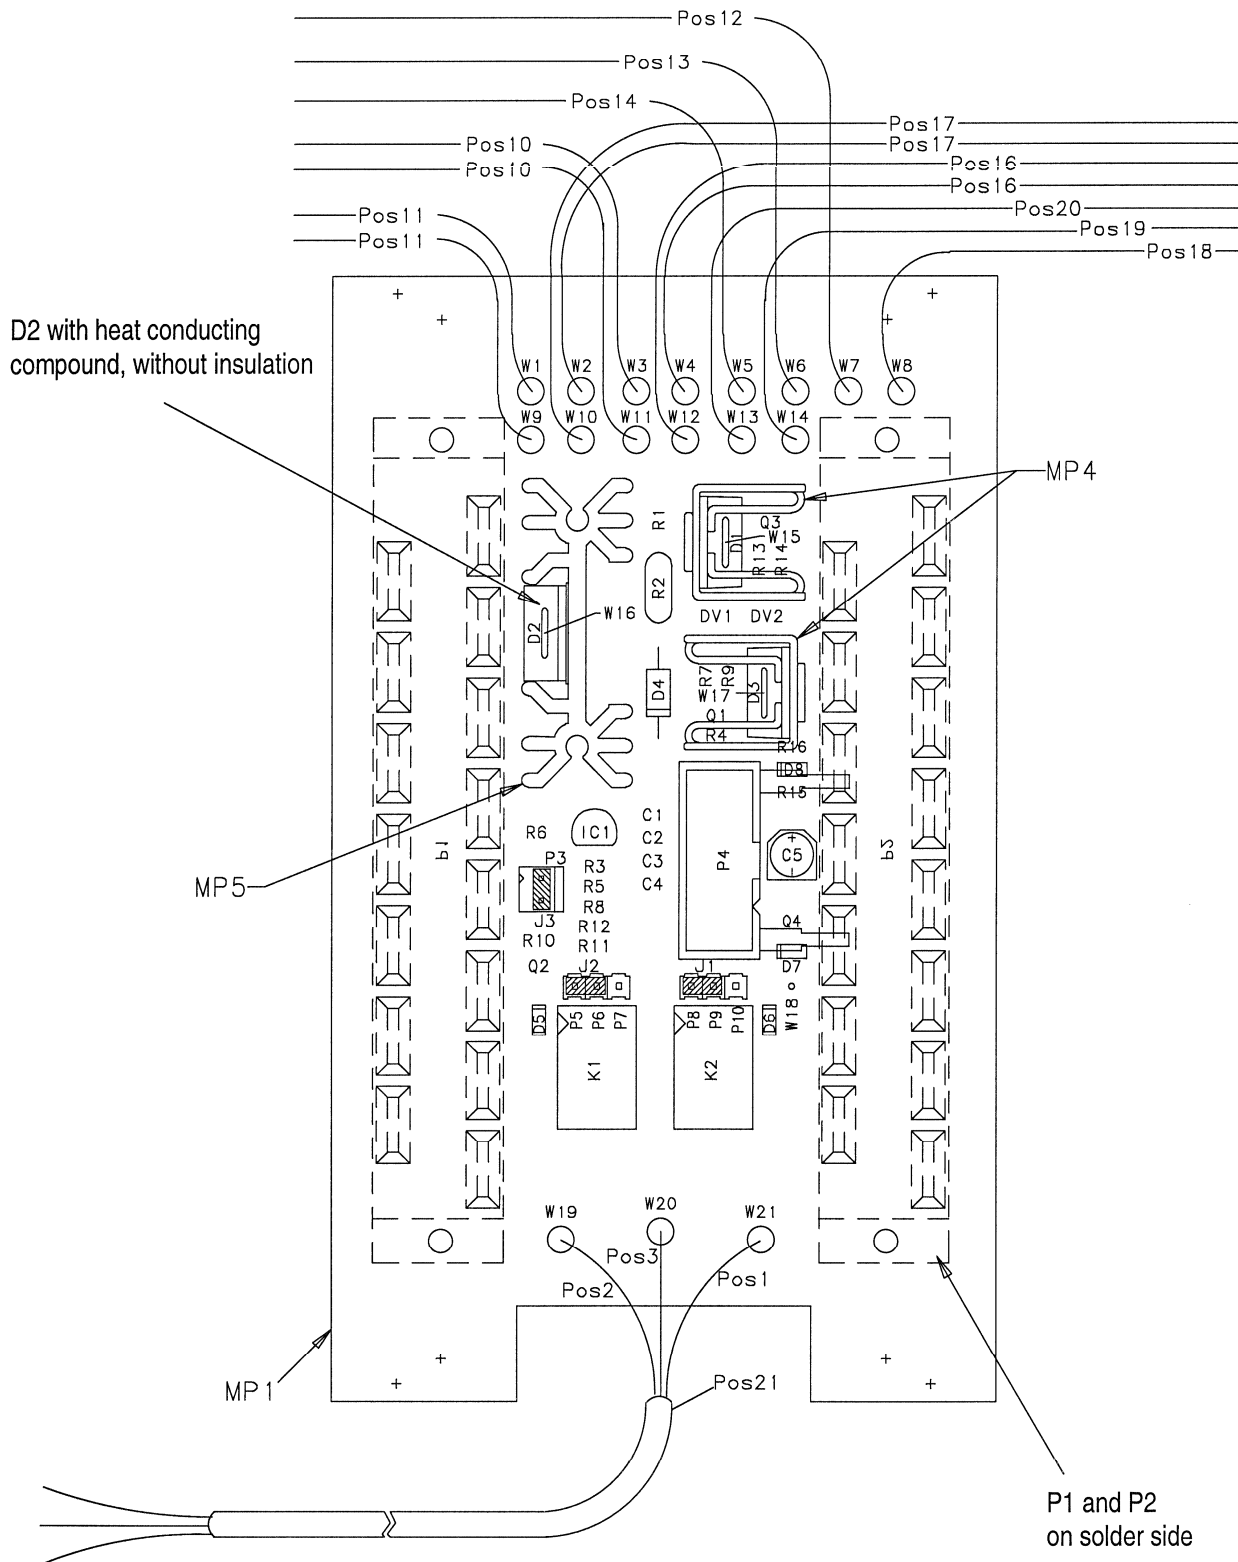 Pos12
Pos13
Pos14
Pos17
Pos10
Pos17
Pos10
Pos16
Pos16
Pos11
Pos20
Pos11
Pos19
Pos18
D2 with heat conducting
compound, without insulation
W1 W2 W3 W4 W5 W6 W7 W8
W9 W10 W11 W12 W13 W14
MP4
R1
Q3
W15
D1
R13
R14
R2
W16
DV1 DV2
D2
D4
R7
R9
W17
D3
Q1
R4
R16
D8
R15
C1
R6
IC1
C2
P1
P3
C3
P4
C5
P2
R3
MP5
R5
C4
R8
J3
R12
Q4
R10
R11
Q2
J2
J1
D7
D5
P5
P6
P7
P8
P9
P10
D6
W18
K1
K2
W19
W20
W21
Pos3
Pos2
Pos1
MP1
Pos21
P1 and P2
on solder side